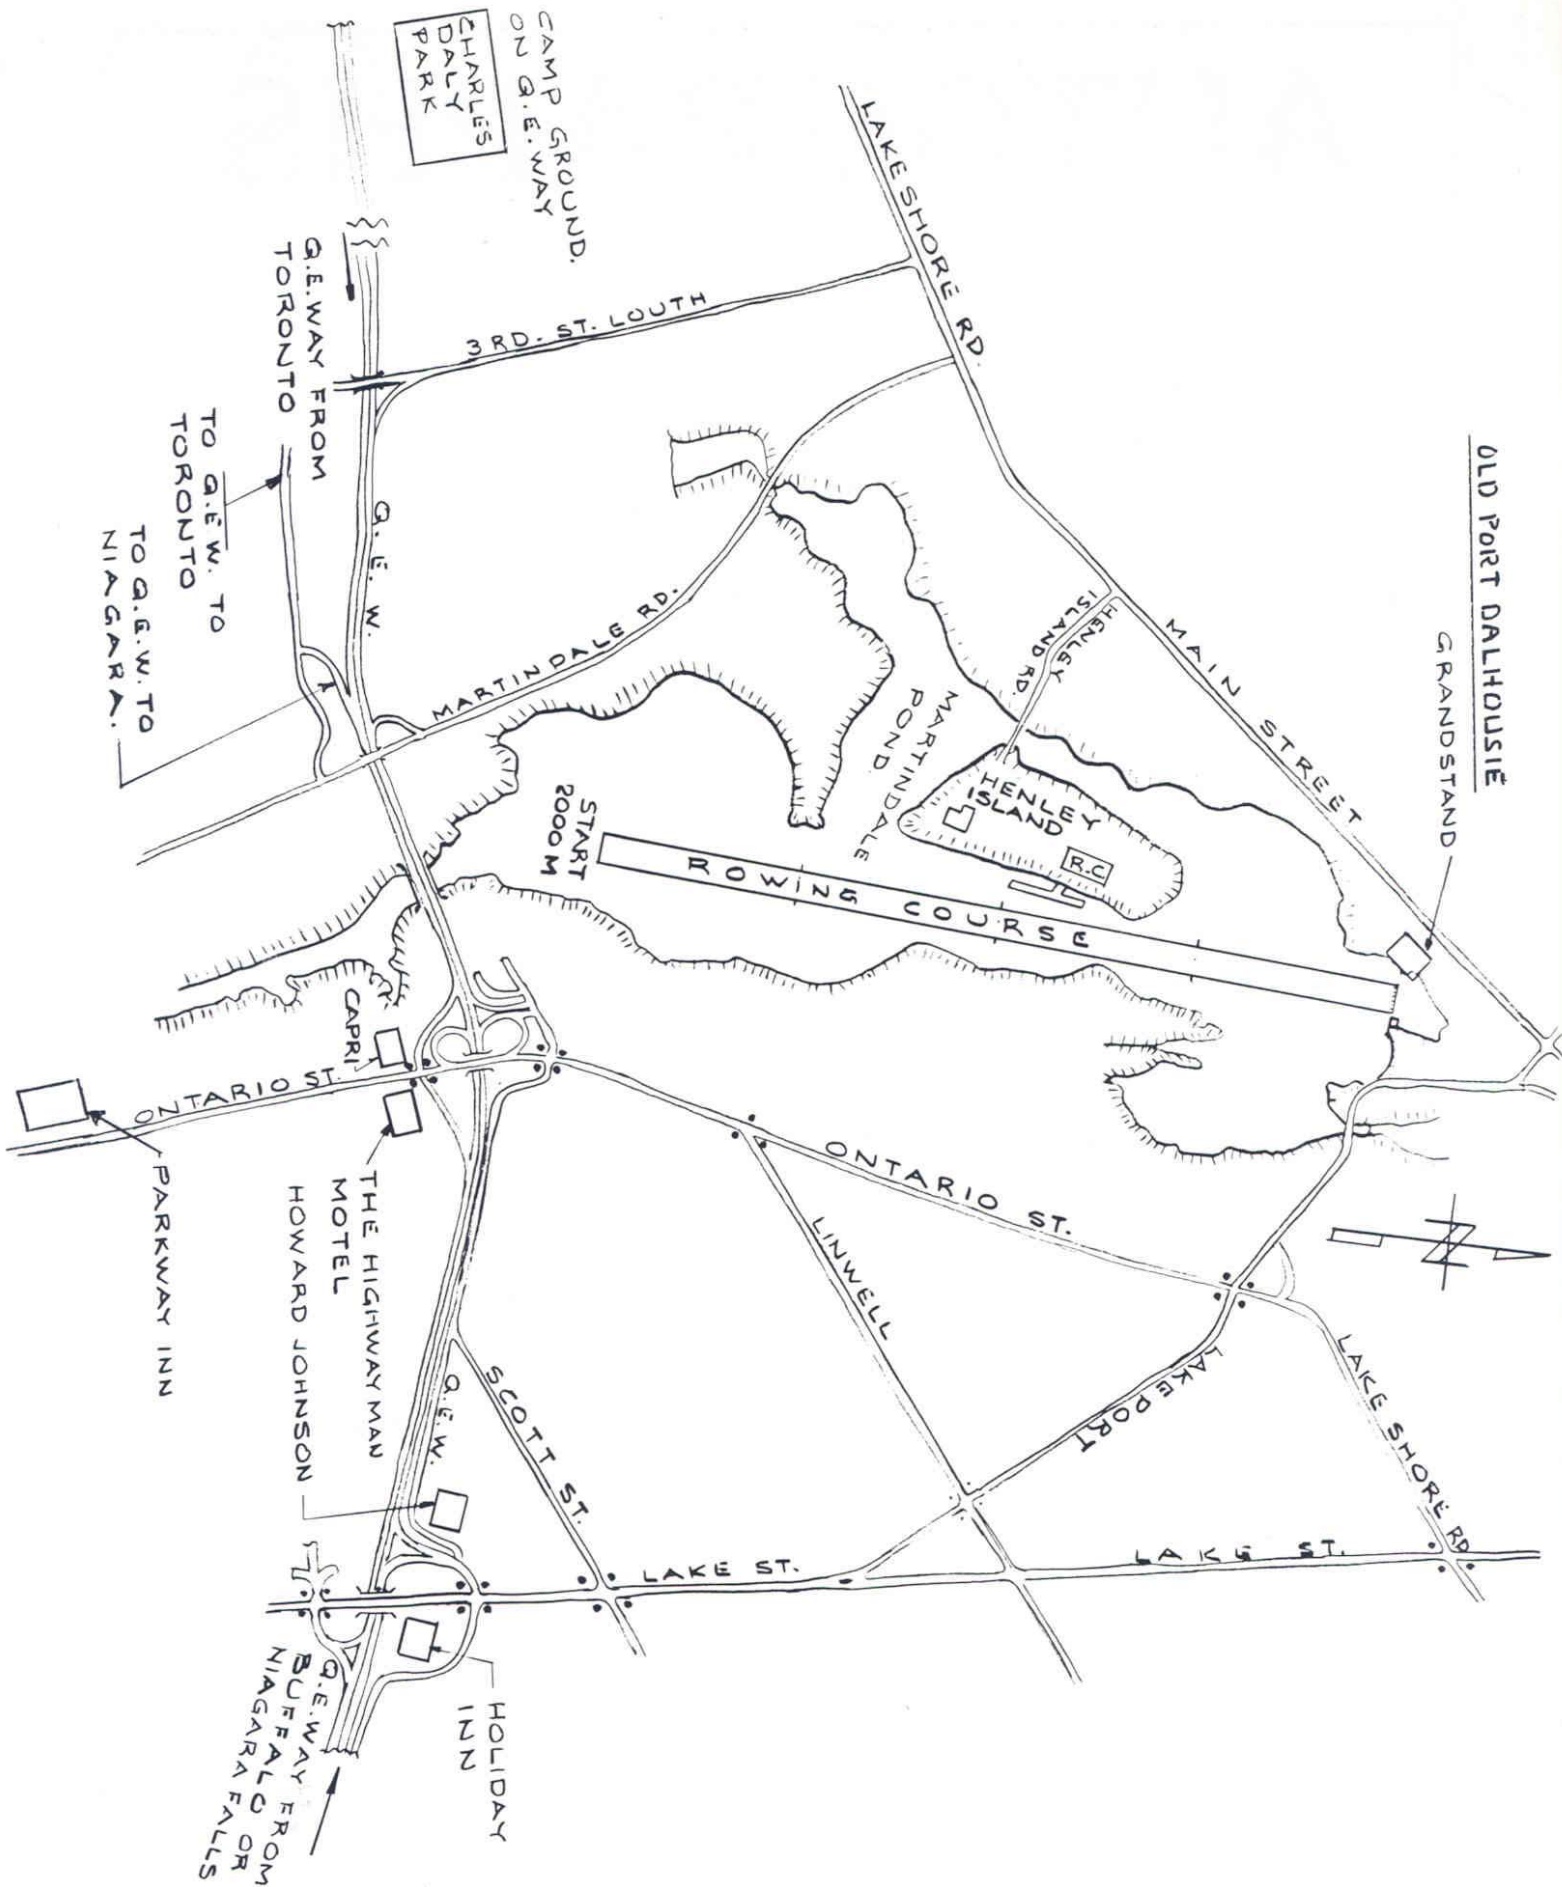 OLD PORT DALHOUSIE
GRANDSTAND
LAKESHORE RD.
MAIN STREET
HENLEY
ISLAND RD.
HENLEY
ISLAND
R.C
MARTINDALE
POND
ROWING COURSE
START
2000 M
CAMP GROUND.
ON Q.E.WAY
CHARLES
DALY
PARK
3RD. ST. LOUTH
Q.E.WAY FROM
TORONTO
TO Q.E.W. TO
TORONTO
TO Q.E.W. TO
NIAGARA.
Q.E.W.
MARTINDALE RD.
N
LAKE SHORE RD
LAKEPORT
ONTARIO ST.
LINWELL
LAKE ST.
LAKE ST.
SCOTT ST.
Q.E.W.
CAPRI
ONTARIO ST.
THE HIGHWAYMAN
MOTEL
HOWARD JOHNSON
PARKWAY INN
HOLIDAY
INN
Q.E.WAY FROM
BUFFALO OR
NIAGARA FALLS